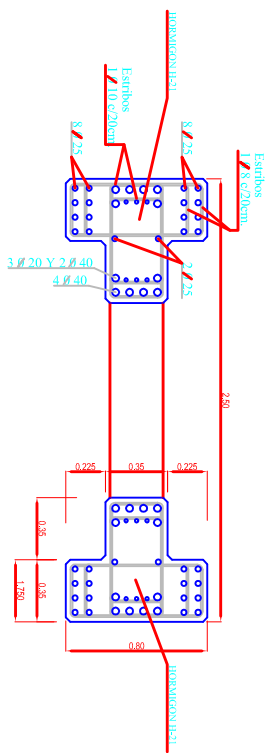 HORMIGON H-21
Estribos
1 Ø 10 c/20cm
Estribos
1 Ø 8 c/20cm.
8 Ø 25
8 Ø 25
3 Ø 20 Y 2 Ø 40
4 Ø 40
2 Ø 25
2.50
0.225
0.35
0.225
0.35
0.35
1.750
0.80
HORMIGON H-21